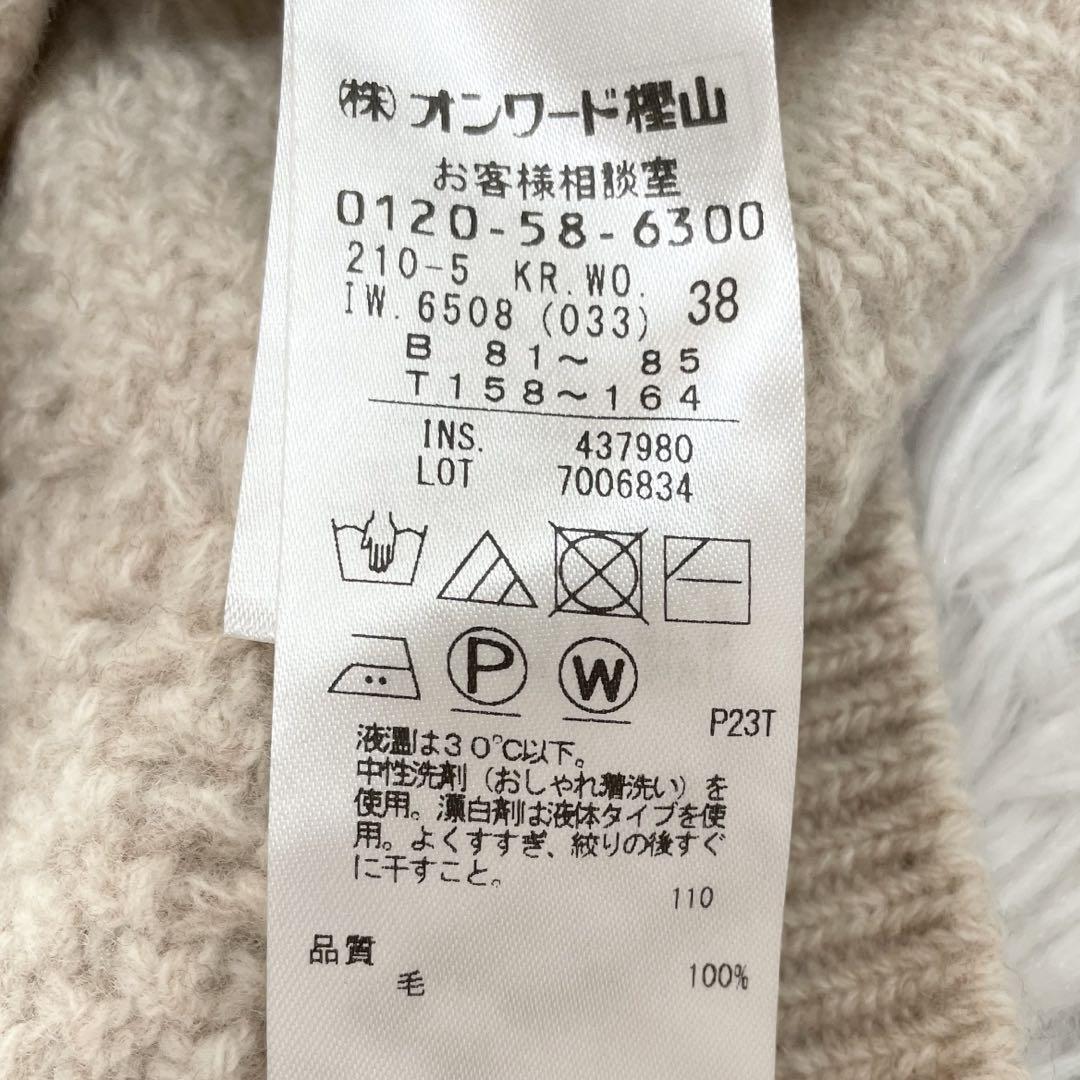 ㈱オンワード樫山
お客様相談室
0120-58-6300
210-5 KR.WO. 38
IW.6508 (033)
B 81～ 85
T 158～164
INS. 437980
LOT 7006834
P
W
P23T
液温は30℃以下。
中性洗剤（おしゃれ着洗い）を
使用。漂白剤は液体タイプを使
用。よくすすぎ、絞りの後すぐ
に干すこと。
110
品質
毛 100%